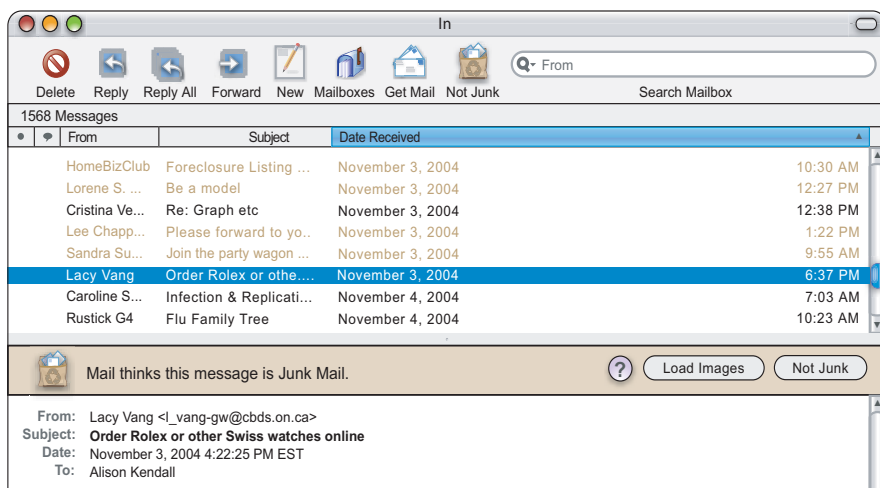 In
From
Delete Reply Reply All Forward New Mailboxes Get Mail Not Junk Search Mailbox
1568 Messages
From Subject Date Received
HomeBizClub Foreclosure Listing ... November 3, 2004 10:30 AM
Lorene S. ... Be a model November 3, 2004 12:27 PM
Cristina Ve... Re: Graph etc November 3, 2004 12:38 PM
Lee Chapp... Please forward to yo.. November 3, 2004 1:22 PM
Sandra Su... Join the party wagon ... November 3, 2004 9:55 AM
Lacy Vang Order Rolex or othe.... November 3, 2004 6:37 PM
Caroline S... Infection & Replicati... November 4, 2004 7:03 AM
Rustick G4 Flu Family Tree November 4, 2004 10:23 AM
Mail thinks this message is Junk Mail. ? Load Images Not Junk
From: Lacy Vang <l_vang-gw@cbds.on.ca>
Subject: Order Rolex or other Swiss watches online
Date: November 3, 2004 4:22:25 PM EST
To: Alison Kendall